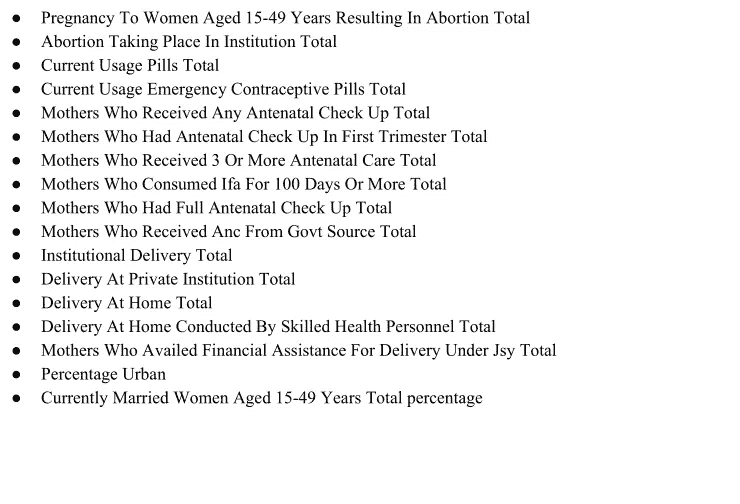 ● Pregnancy To Women Aged 15-49 Years Resulting In Abortion Total
● Abortion Taking Place In Institution Total
● Current Usage Pills Total
● Current Usage Emergency Contraceptive Pills Total
● Mothers Who Received Any Antenatal Check Up Total
● Mothers Who Had Antenatal Check Up In First Trimester Total
● Mothers Who Received 3 Or More Antenatal Care Total
● Mothers Who Consumed Ifa For 100 Days Or More Total
● Mothers Who Had Full Antenatal Check Up Total
● Mothers Who Received Anc From Govt Source Total
● Institutional Delivery Total
● Delivery At Private Institution Total
● Delivery At Home Total
● Delivery At Home Conducted By Skilled Health Personnel Total
● Mothers Who Availed Financial Assistance For Delivery Under Jsy Total
● Percentage Urban
● Currently Married Women Aged 15-49 Years Total percentage